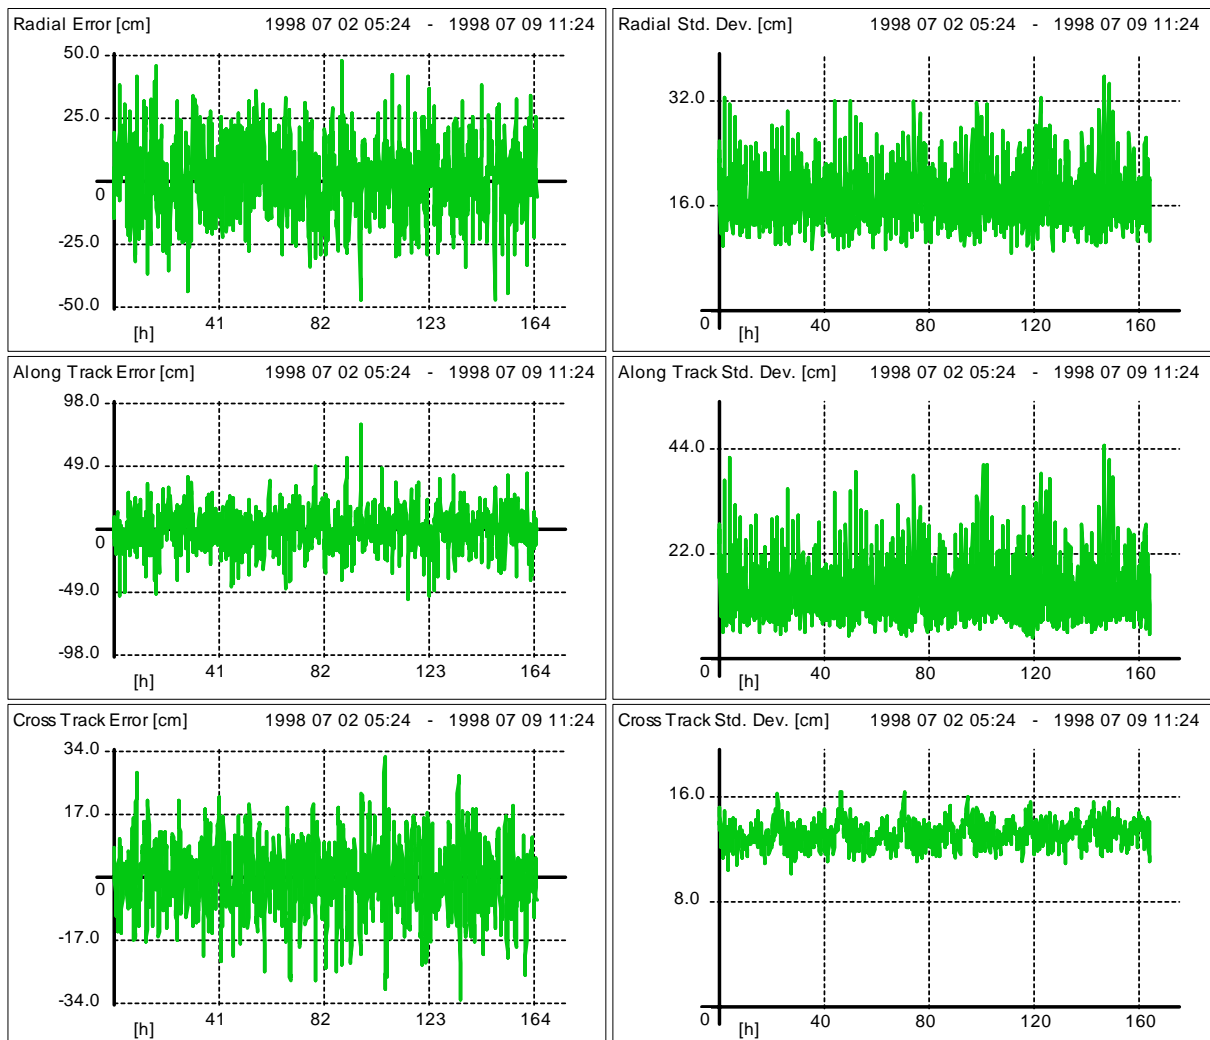 Radial Error [cm] 1998 07 02 05:24 - 1998 07 09 11:24
50.0
25.0
0
-25.0
-50.0
41 82 123 164
[h]
Radial Std. Dev. [cm] 1998 07 02 05:24 - 1998 07 09 11:24
32.0
16.0
0
40 80 120 160
[h]
Along Track Error [cm] 1998 07 02 05:24 - 1998 07 09 11:24
98.0
49.0
0
-49.0
-98.0
41 82 123 164
[h]
Along Track Std. Dev. [cm] 1998 07 02 05:24 - 1998 07 09 11:24
44.0
22.0
0
40 80 120 160
[h]
Cross Track Error [cm] 1998 07 02 05:24 - 1998 07 09 11:24
34.0
17.0
0
-17.0
-34.0
41 82 123 164
[h]
Cross Track Std. Dev. [cm] 1998 07 02 05:24 - 1998 07 09 11:24
16.0
8.0
0
40 80 120 160
[h]